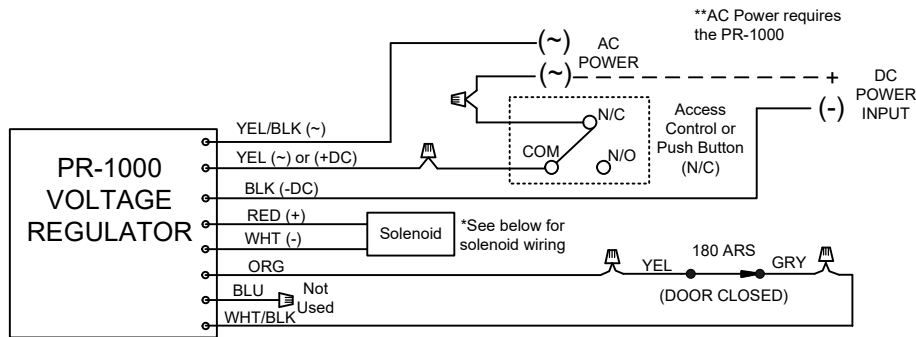 **AC Power requires
the PR-1000
(~)
AC
POWER
(~)
+
DC
POWER
INPUT
(-)
N/C
Access
Control or
Push Button
(N/C)
COM
N/O
PR-1000
VOLTAGE
REGULATOR
YEL/BLK (~)
YEL (~) or (+DC)
BLK (-DC)
RED (+)
WHT (-)
Solenoid
*See below for
solenoid wiring
ORG
YEL
180 ARS
GRY
(DOOR CLOSED)
BLU
Not
Used
WHT/BLK